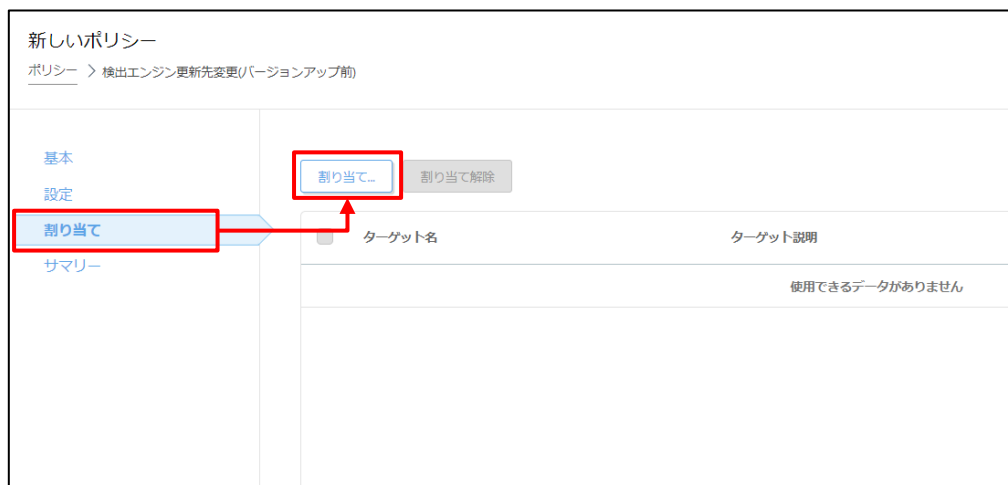 新しいポリシー
ポリシー > 検出エンジン更新先変更(バージョンアップ前)
基本
設定
割り当て
サマリー
割り当て... 割り当て解除
ターゲット名 ターゲット説明
使用できるデータがありません